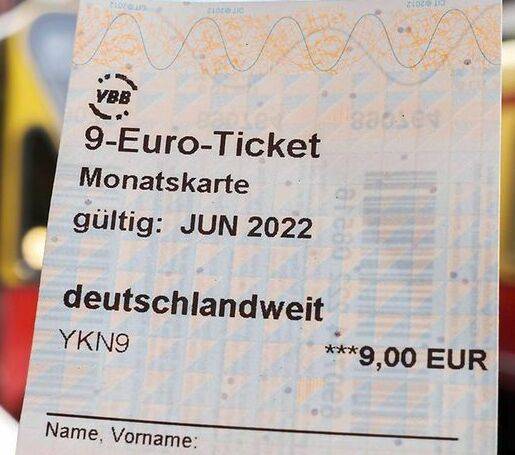 VBB
9-Euro-Ticket
Monatskarte
gültig: JUN 2022
deutschlandweit
YKN9
***9,00 EUR
Name, Vorname: